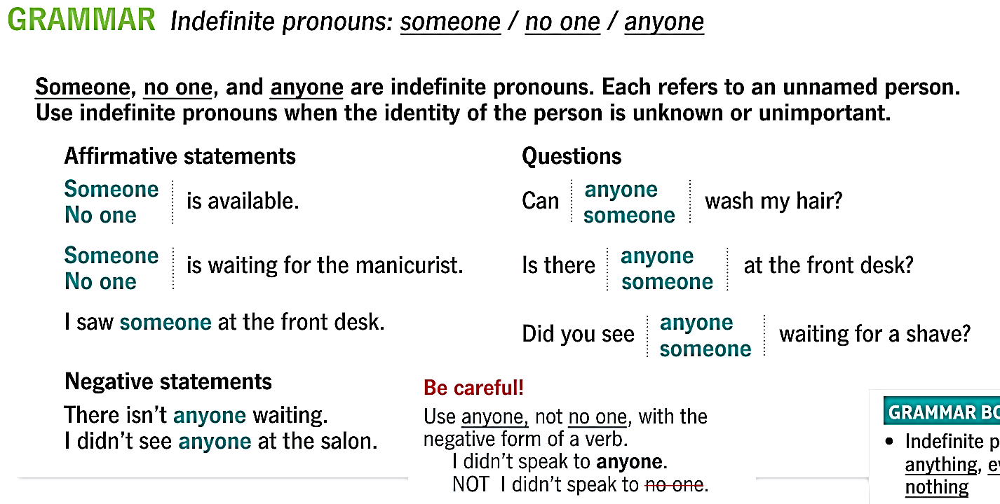 GRAMMAR Indefinite pronouns: someone / no one / anyone
Someone, no one, and anyone are indefinite pronouns. Each refers to an unnamed person.
Use indefinite pronouns when the identity of the person is unknown or unimportant.
Affirmative statements
Someone
No one
is available.
Someone
No one
is waiting for the manicurist.
I saw someone at the front desk.
Negative statements
There isn't anyone waiting.
I didn't see anyone at the salon.
Questions
Can
anyone
someone
wash my hair?
Is there
anyone
someone
at the front desk?
Did you see
anyone
someone
waiting for a shave?
Be careful!
Use anyone, not no one, with the
negative form of a verb.
I didn't speak to anyone.
NOT I didn't speak to no one.
GRAMMAR
• Indefinite
anything,
nothing